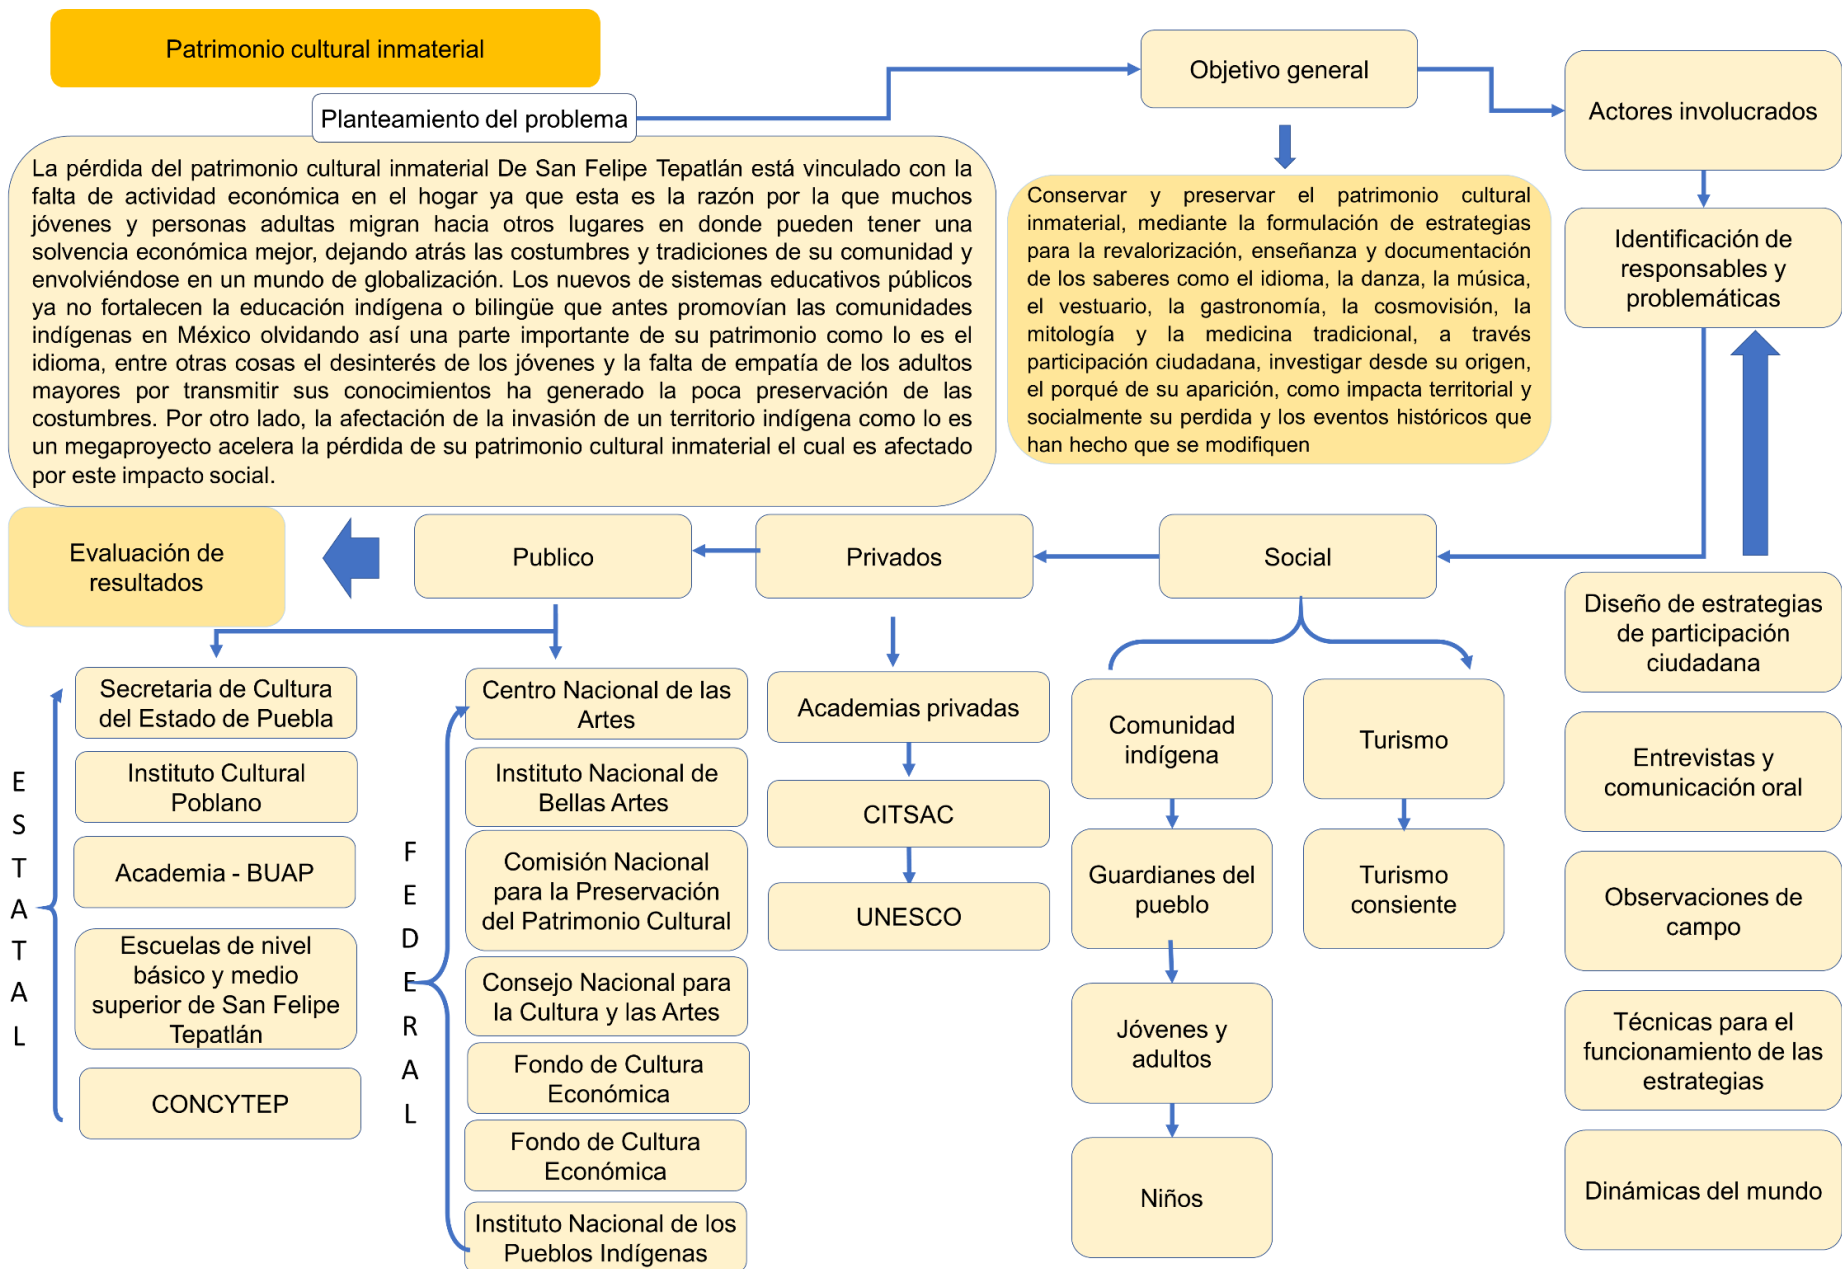 Patrimonio cultural inmaterial
Planteamiento del problema
La pérdida del patrimonio cultural inmaterial De San Felipe Tepatlán está vinculado con la
falta de actividad económica en el hogar ya que esta es la razón por la que muchos
jóvenes y personas adultas migran hacia otros lugares en donde pueden tener una
solvencia económica mejor, dejando atrás las costumbres y tradiciones de su comunidad y
envolviéndose en un mundo de globalización. Los nuevos de sistemas educativos públicos
ya no fortalecen la educación indígena o bilingüe que antes promovían las comunidades
indígenas en México olvidando así una parte importante de su patrimonio como lo es el
idioma, entre otras cosas el desinterés de los jóvenes y la falta de empatía de los adultos
mayores por transmitir sus conocimientos ha generado la poca preservación de las
costumbres. Por otro lado, la afectación de la invasión de un territorio indígena como lo es
un megaproyecto acelera la pérdida de su patrimonio cultural inmaterial el cual es afectado
por este impacto social.
Objetivo general
Conservar y preservar el patrimonio cultural
inmaterial, mediante la formulación de estrategias
para la revalorización, enseñanza y documentación
de los saberes como el idioma, la danza, la música,
el vestuario, la gastronomía, la cosmovisión, la
mitología y la medicina tradicional, a través
participación ciudadana, investigar desde su origen,
el porqué de su aparición, como impacta territorial y
socialmente su perdida y los eventos históricos que
han hecho que se modifiquen
Actores involucrados
Identificación de
responsables y
problemáticas
Evaluación de
resultados
Publico
Privados
Social
Diseño de estrategias
de participación
ciudadana
Entrevistas y
comunicación oral
Observaciones de
campo
Técnicas para el
funcionamiento de las
estrategias
Dinámicas del mundo
ESTATAL
Secretaria de Cultura
del Estado de Puebla
Instituto Cultural
Poblano
Academia - BUAP
Escuelas de nivel
básico y medio
superior de San Felipe
Tepatlán
CONCYTEP
FEDERAL
Centro Nacional de las
Artes
Instituto Nacional de
Bellas Artes
Comisión Nacional
para la Preservación
del Patrimonio Cultural
Consejo Nacional para
la Cultura y las Artes
Fondo de Cultura
Económica
Fondo de Cultura
Económica
Instituto Nacional de los
Pueblos Indígenas
Academias privadas
CITSAC
UNESCO
Comunidad
indígena
Guardianes del
pueblo
Jóvenes y
adultos
Niños
Turismo
Turismo
consiente